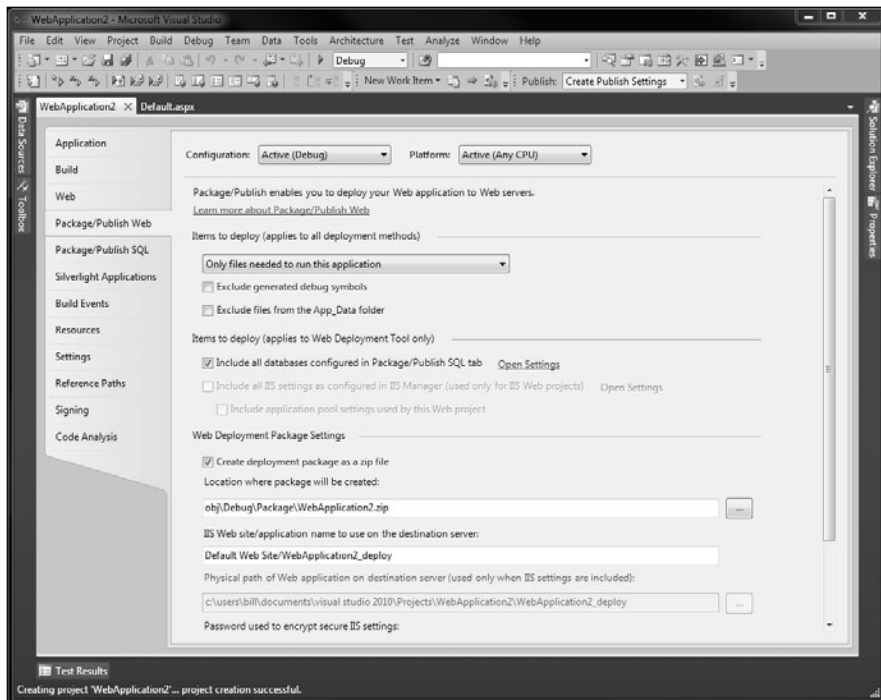 WebApplication2 - Microsoft Visual Studio
File Edit View Project Build Debug Team Data Tools Architecture Test Analyze Window Help
Debug
New Work Item Publish: Create Publish Settings
WebApplication2 Default.aspx
Data Sources
Toolbox
Solution Explorer
Properties
Application
Build
Web
Package/Publish Web
Package/Publish SQL
Silverlight Applications
Build Events
Resources
Settings
Reference Paths
Signing
Code Analysis
Configuration: Active (Debug) Platform: Active (Any CPU)
Package/Publish enables you to deploy your Web application to Web servers.
Learn more about Package/Publish Web
Items to deploy (applies to all deployment methods)
Only files needed to run this application
Exclude generated debug symbols
Exclude files from the App_Data folder
Items to deploy (applies to Web Deployment Tool only)
Include all databases configured in Package/Publish SQL tab Open Settings
Include all IIS settings as configured in IIS Manager (used only for IIS Web projects) Open Settings
Include application pool settings used by this Web project
Web Deployment Package Settings
Create deployment package as a zip file
Location where package will be created:
obj\Debug\Package\WebApplication2.zip
...
IIS Web site/application name to use on the destination server:
Default Web Site/WebApplication2_deploy
Physical path of Web application on destination server (used only when IIS settings are included):
c:\users\bill\documents\visual studio 2010\Projects\WebApplication2\WebApplication2_deploy
...
Password used to encrypt secure IIS settings:
Test Results
Creating project 'WebApplication2'... project creation successful.